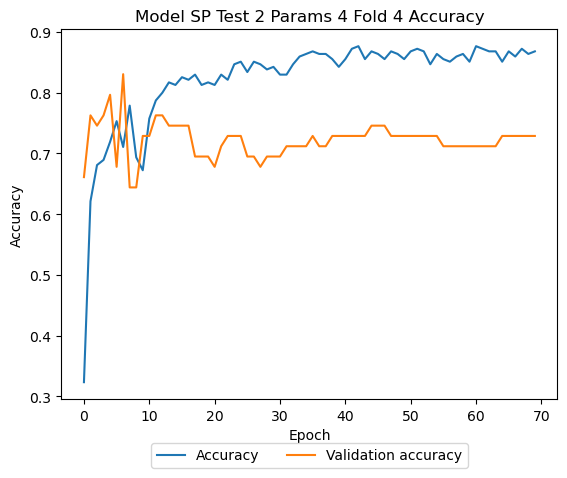 Model SP Test 2 Params 4 Fold 4 Accuracy
0.9
0.8
0.7
0.6
0.5
0.4
0.3
Accuracy
0 10 20 30 40 50 60 70
Epoch
Accuracy Validation accuracy